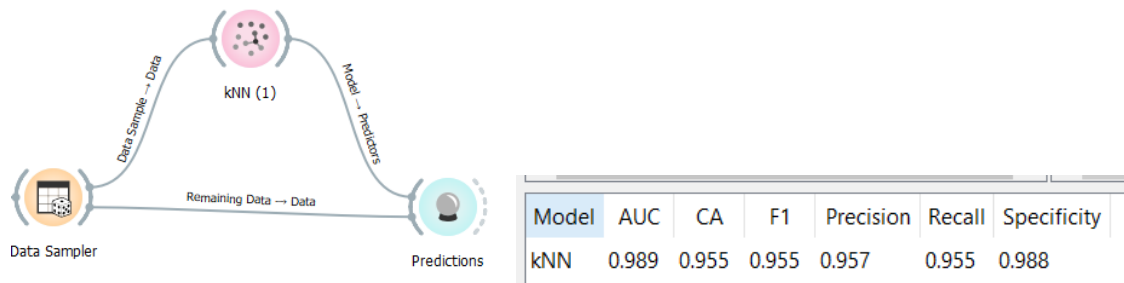 kNN (1)
Data Sample → Data
Model → Predictors
Remaining Data → Data
Data Sampler
Predictions
Model AUC CA F1 Precision Recall Specificity
kNN 0.989 0.955 0.955 0.957 0.955 0.988